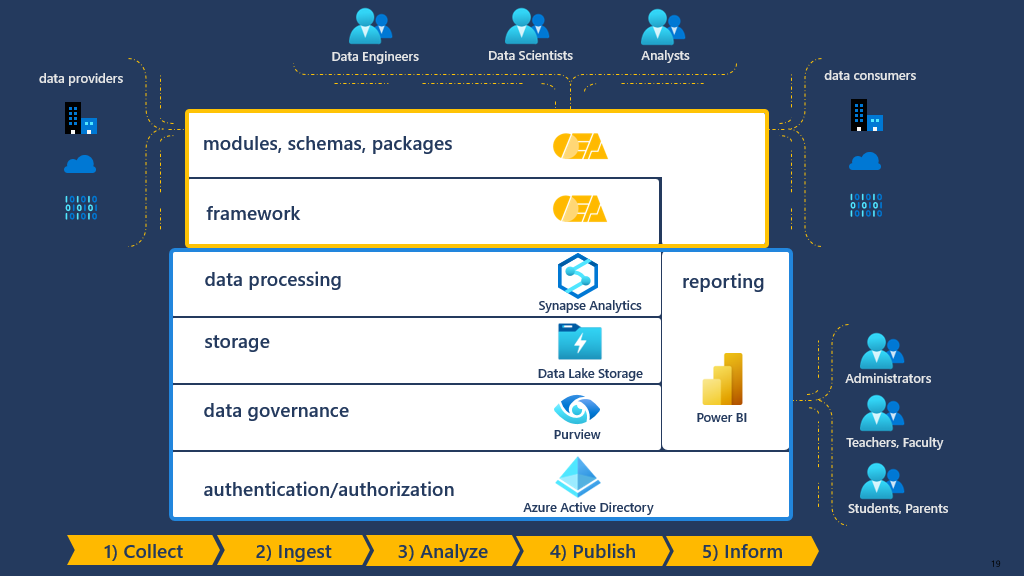 Data Engineers
Data Scientists
Analysts
data providers
data consumers
modules, schemas, packages
OEA
framework
OEA
data processing
Synapse Analytics
reporting
storage
Data Lake Storage
Power BI
data governance
Purview
authentication/authorization
Azure Active Directory
Administrators
Teachers, Faculty
Students, Parents
1) Collect
2) Ingest
3) Analyze
4) Publish
5) Inform
19